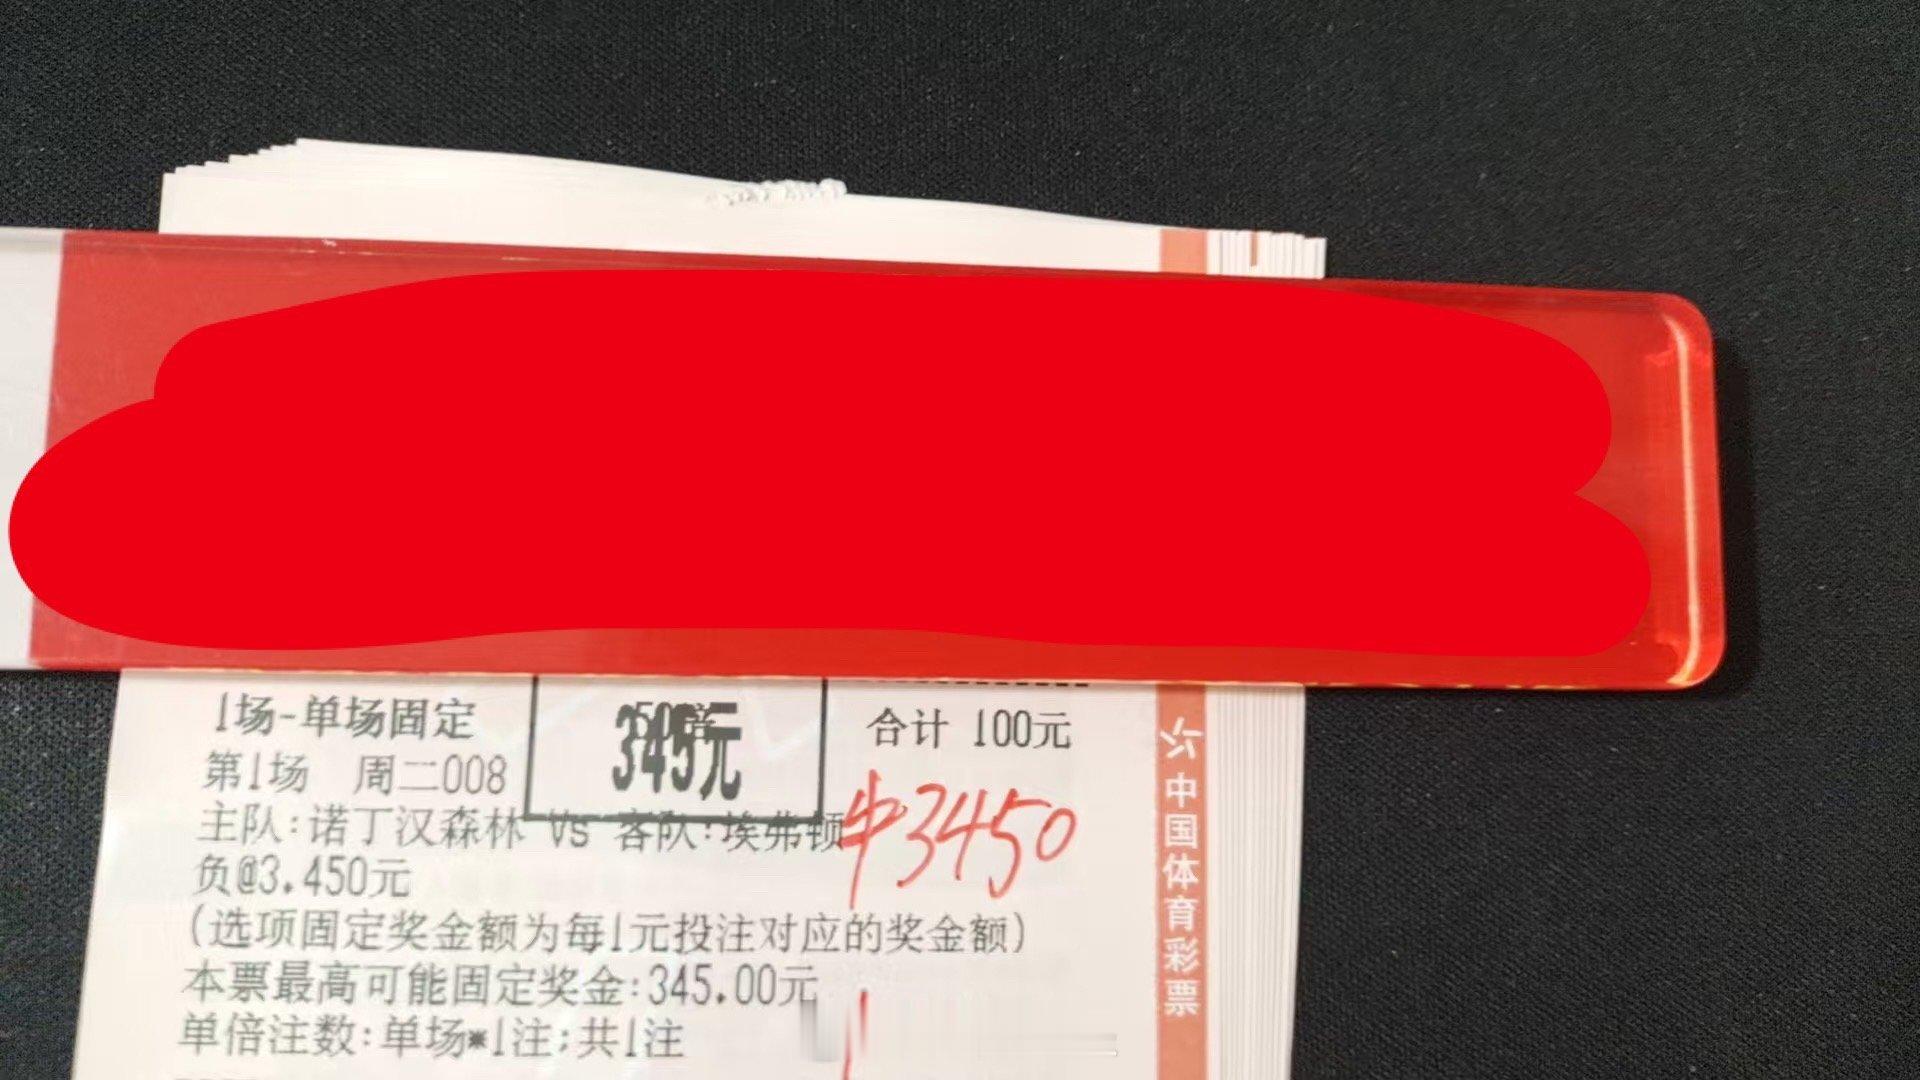 1场-单场固定
345元
合计 100元
第1场 周二008
主队:诺丁汉森林 Vs 客队:埃弗顿
中3450
负@3.450元
(选项固定奖金额为每1元投注对应的奖金额)
本票最高可能固定奖金:345.00元
单倍注数:单场*1注;共1注
中国体育彩票